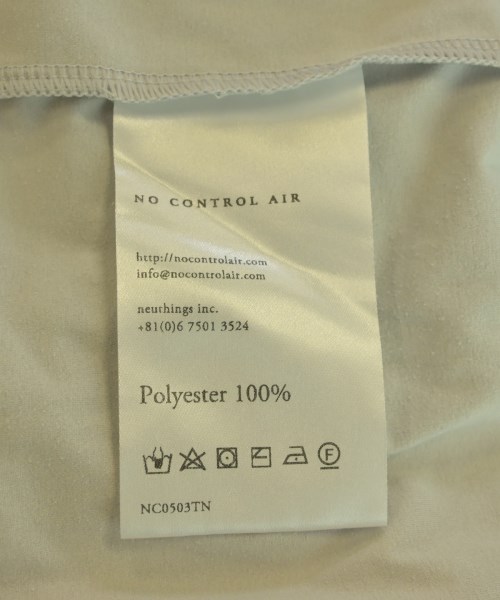 NO CONTROL AIR
http://nocontrolair.com
info@nocontrolair.com
neuthings inc.
+81(0)6 7501 3524
Polyester 100%
F
NC0503TN